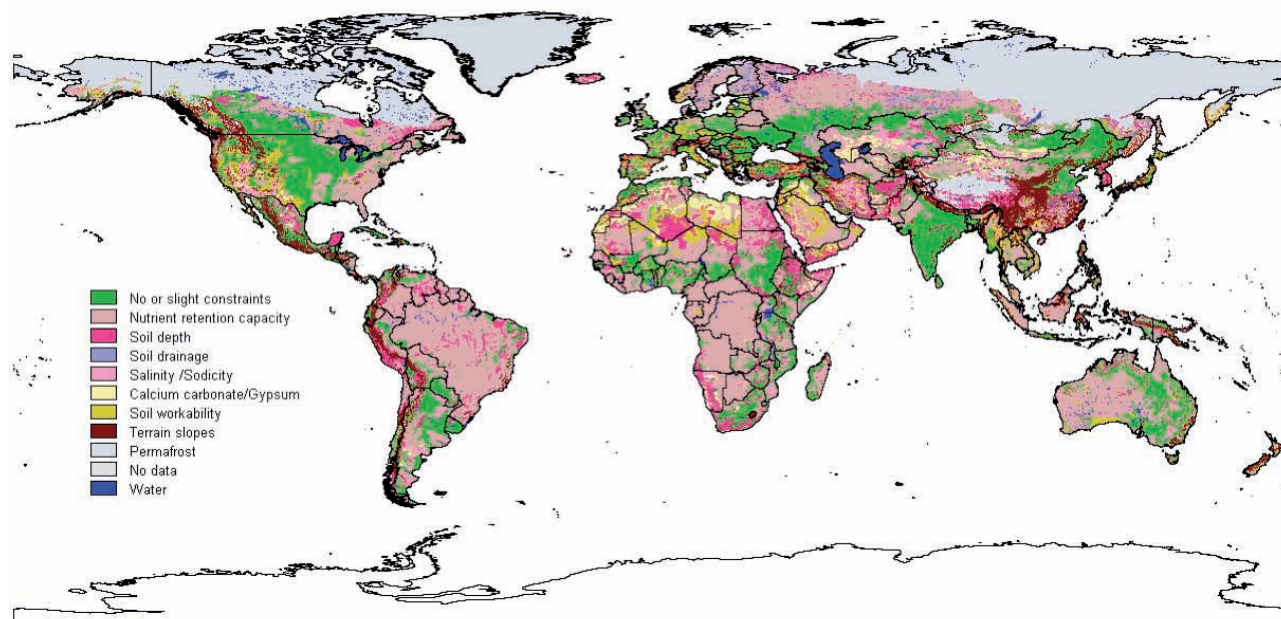 No or slight constraints
Nutrient retention capacity
Soil depth
Soil drainage
Salinity /Sodicity
Calcium carbonate/Gypsum
Soil workability
Terrain slopes
Permafrost
No data
Water